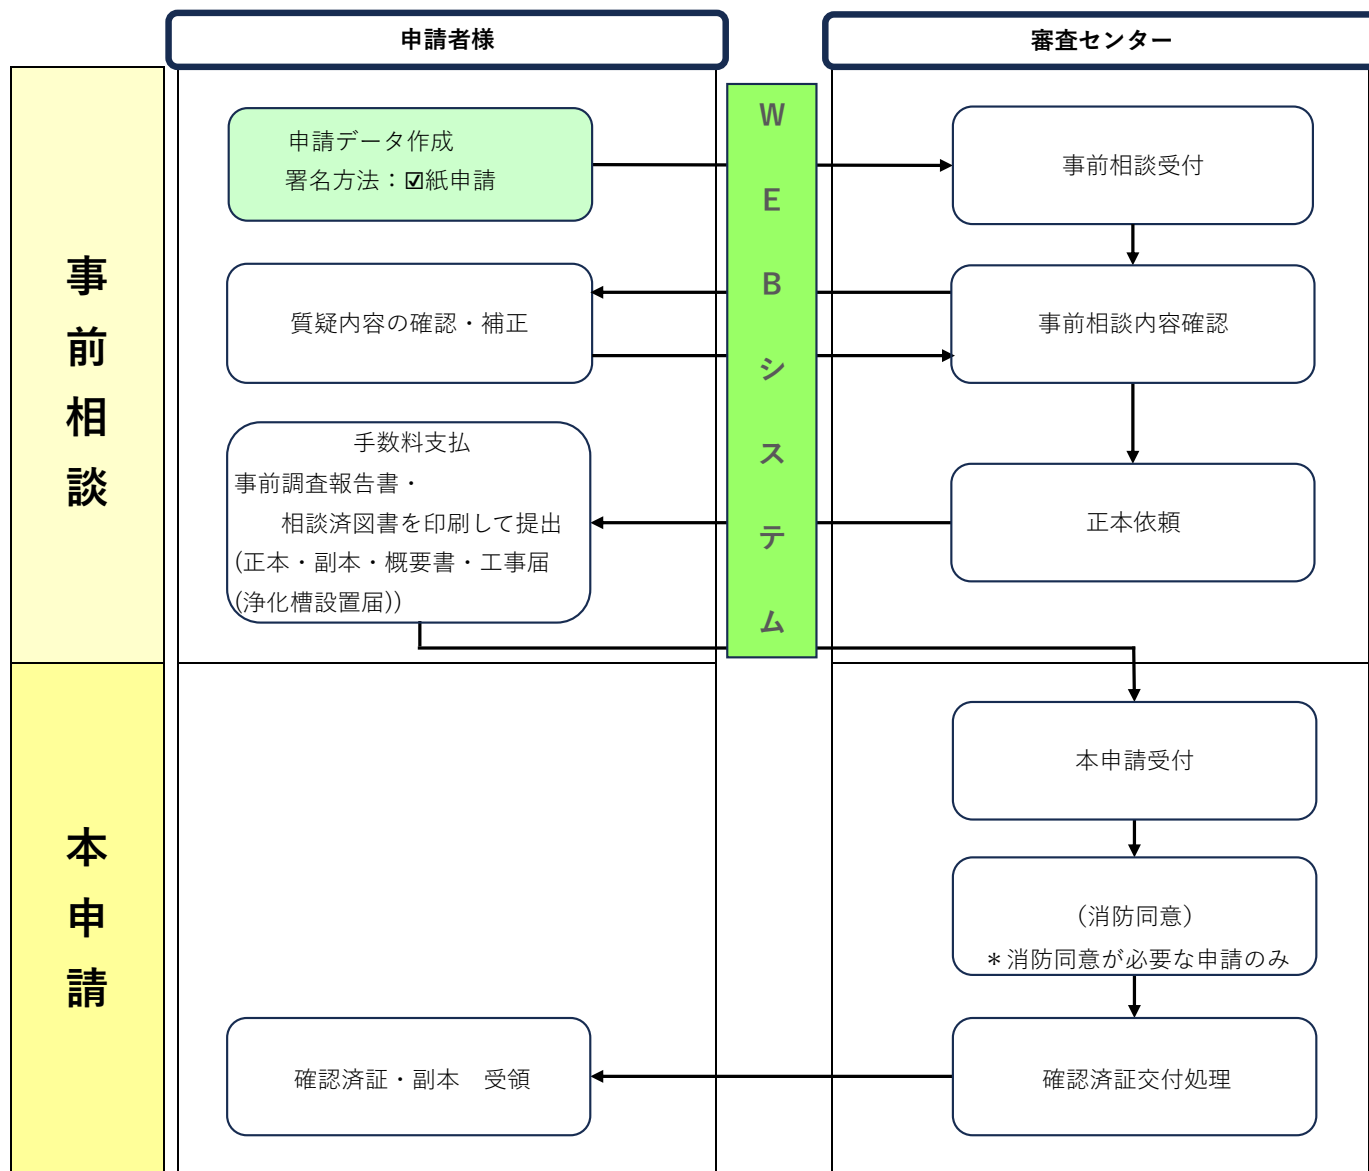 申請者様
審査センター
事前相談
WEBシステム
申請データ作成
署名方法：☑紙申請
事前相談受付
質疑内容の確認・補正
事前相談内容確認
手数料支払
事前調査報告書・
相談済図書を印刷して提出
(正本・副本・概要書・工事届
(浄化槽設置届))
正本依頼
本申請
本申請受付
（消防同意）
＊消防同意が必要な申請のみ
確認済証・副本　受領
確認済証交付処理